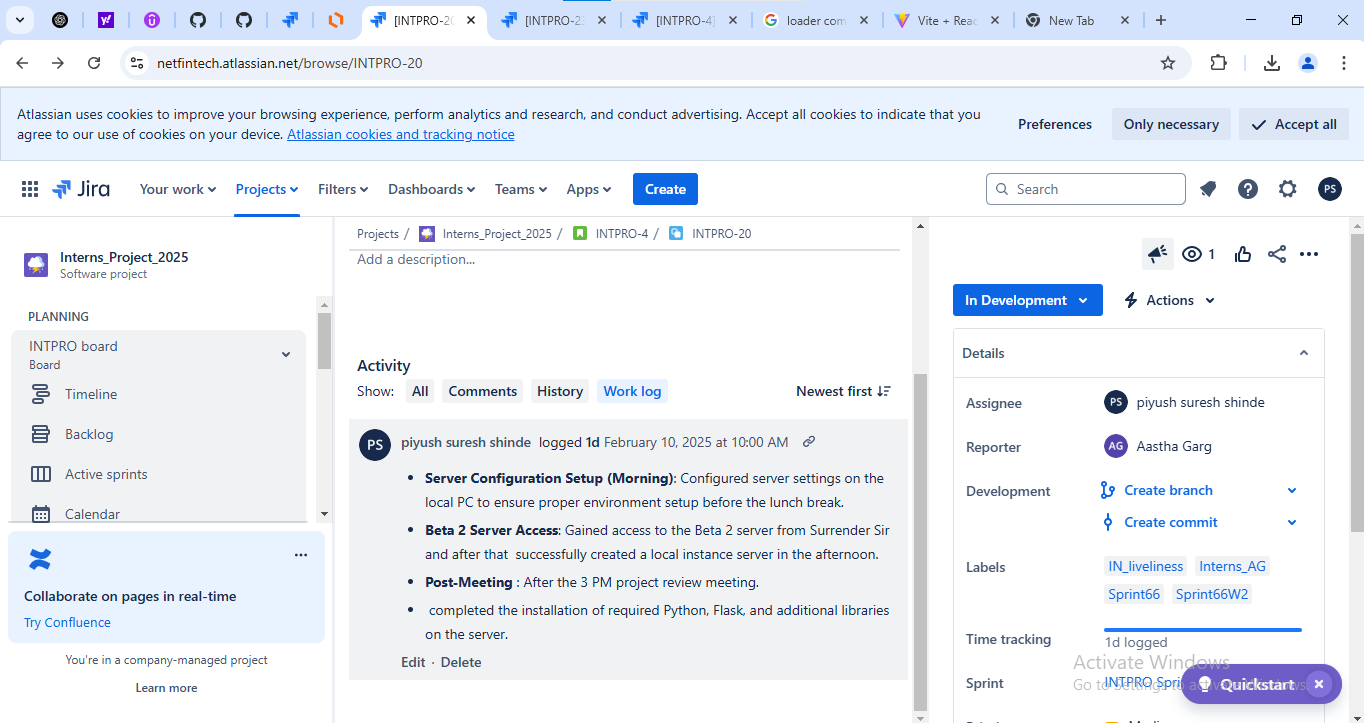 [INTPRO-20
[INTPRO-2
[INTPRO-4]
loader com
Vite + Reac
New Tab
netfintech.atlassian.net/browse/INTPRO-20
Atlassian uses cookies to improve your browsing experience, perform analytics and research, and conduct advertising. Accept all cookies to indicate that you
agree to our use of cookies on your device. Atlassian cookies and tracking notice
Preferences
Only necessary
Accept all
Jira
Your work
Projects
Filters
Dashboards
Teams
Apps
Create
Search
PS
Interns_Project_2025
Software project
PLANNING
INTPRO board
Board
Timeline
Backlog
Active sprints
Calendar
Collaborate on pages in real-time
Try Confluence
You're in a company-managed project
Learn more
Projects / Interns_Project_2025 / INTPRO-4 / INTPRO-20
Add a description...
Activity
Show: All Comments History Work log
Newest first
PS
piyush suresh shinde logged 1d February 10, 2025 at 10:00 AM
• Server Configuration Setup (Morning): Configured server settings on the
local PC to ensure proper environment setup before the lunch break.
• Beta 2 Server Access: Gained access to the Beta 2 server from Surrender Sir
and after that successfully created a local instance server in the afternoon.
• Post-Meeting : After the 3 PM project review meeting.
• completed the installation of required Python, Flask, and additional libraries
on the server.
Edit · Delete
1
In Development
Actions
Details
Assignee
PS piyush suresh shinde
Reporter
AG Aastha Garg
Development
Create branch
Create commit
Labels
IN_liveliness Interns_AG
Sprint66 Sprint66W2
Time tracking
1d logged
Activate Windows
Sprint
INTPRO Spri
Go to Settings to activate Windows.
Quickstart